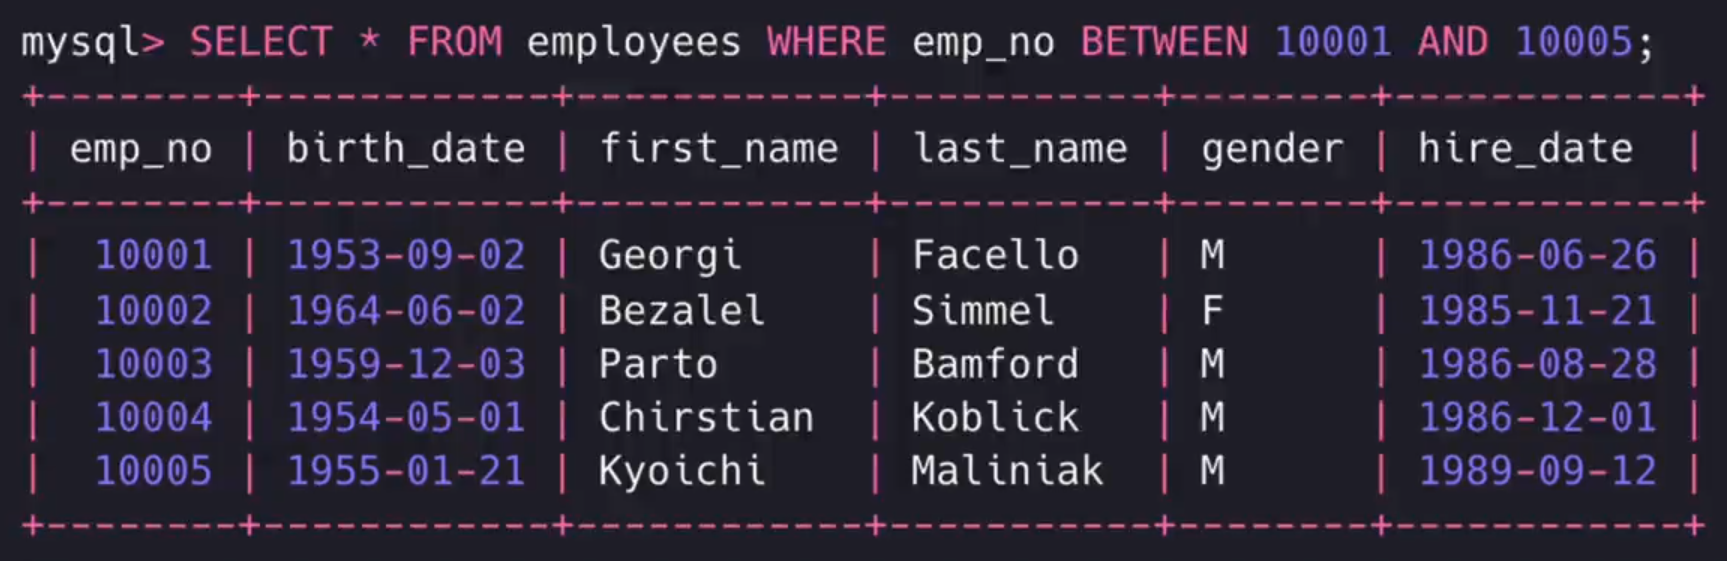 mysql> SELECT * FROM employees WHERE emp_no BETWEEN 10001 AND 10005;
+--------+------------+------------+-----------+--------+------------+
| emp_no | birth_date | first_name | last_name | gender | hire_date  |
+--------+------------+------------+-----------+--------+------------+
|  10001 | 1953-09-02 | Georgi     | Facello   | M      | 1986-06-26 |
|  10002 | 1964-06-02 | Bezalel    | Simmel    | F      | 1985-11-21 |
|  10003 | 1959-12-03 | Parto      | Bamford   | M      | 1986-08-28 |
|  10004 | 1954-05-01 | Chirstian  | Koblick   | M      | 1986-12-01 |
|  10005 | 1955-01-21 | Kyoichi    | Maliniak  | M      | 1989-09-12 |
+--------+------------+------------+-----------+--------+------------+